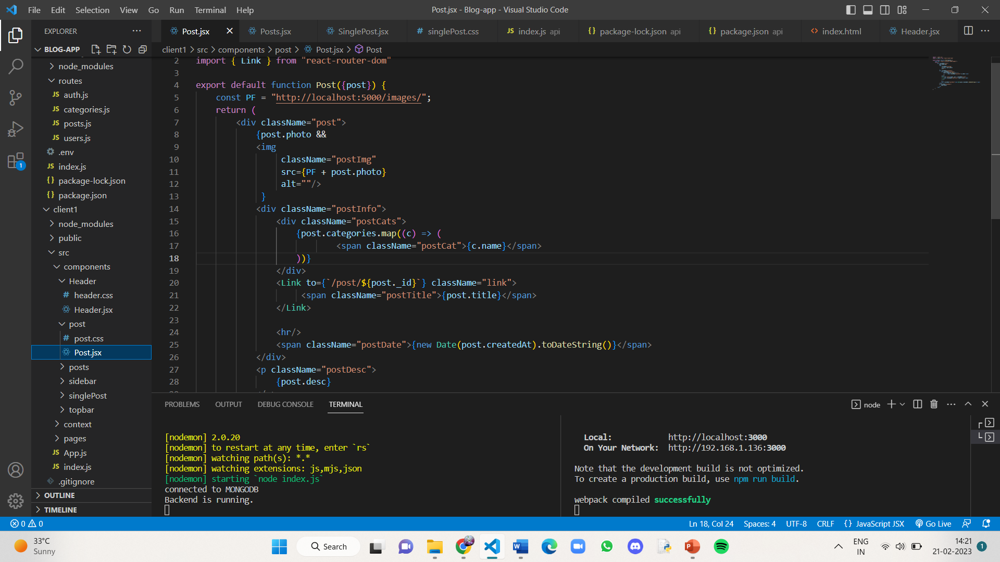 File Edit Selection View Go Run Terminal Help
Post.jsx - Blog-app - Visual Studio Code
EXPLORER
Post.jsx
Posts.jsx
SinglePost.jsx
# singlePost.css
JS index.js api
{} package-lock.json api
{} package.json api
<> index.html
Header.jsx
BLOG-APP
client1 > src > components > post > Post.jsx > Post
node_modules
routes
JS auth.js
JS categories.js
JS posts.js
JS users.js
.env
JS index.js
{} package-lock.json
{} package.json
client1
node_modules
public
src
components
Header
# header.css
Header.jsx
post
# post.css
Post.jsx
posts
sidebar
singlePost
topbar
context
pages
JS App.js
JS index.js
.gitignore
OUTLINE
TIMELINE
1
2 import { Link } from "react-router-dom"
3
4 export default function Post({post}) {
5 const PF = "http://localhost:5000/images/";
6 return (
7 <div className="post">
8 {post.photo &&
9 <img
10 className="postImg"
11 src={PF + post.photo}
12 alt=""/>
13 }
14 <div className="postInfo">
15 <div className="postCats">
16 {post.categories.map((c) => (
17 <span className="postCat">{c.name}</span>
18 ))}
19 </div>
20 <Link to={`/post/${post._id}`} className="link">
21 <span className="postTitle">{post.title}</span>
22 </Link>
23
24 <hr/>
25 <span className="postDate">{new Date(post.createdAt).toDateString()}</span>
26 </div>
27 <p className="postDesc">
28 {post.desc}
PROBLEMS OUTPUT DEBUG CONSOLE TERMINAL
node
[nodemon] 2.0.20
[nodemon] to restart at any time, enter `rs`
[nodemon] watching path(s): *.*
[nodemon] watching extensions: js,mjs,json
[nodemon] starting `node index.js`
connected to MONGODB
Backend is running.
Local: http://localhost:3000
On Your Network: http://192.168.1.136:3000
Note that the development build is not optimized.
To create a production build, use npm run build.
webpack compiled successfully
0 0
Ln 18, Col 24 Spaces: 4 UTF-8 CRLF {} JavaScript JSX Go Live
33°C
Sunny
Search
ENG
IN
14:21
21-02-2023
1